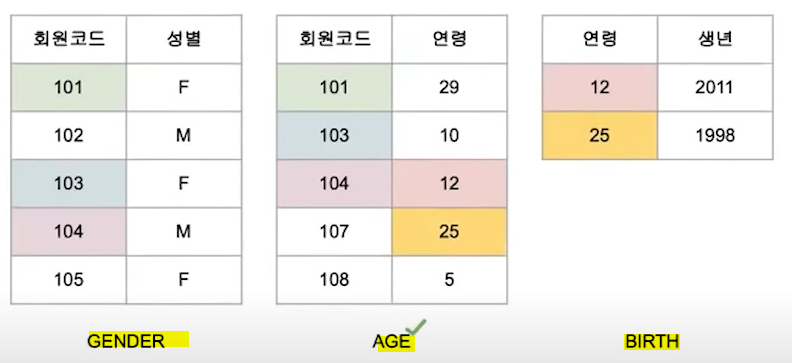 회원코드 성별 회원코드 연령 연령 생년
101 F 101 29 12 2011
102 M 103 10 25 1998
103 F 104 12
104 M 107 25
105 F 108 5
GENDER AGE BIRTH